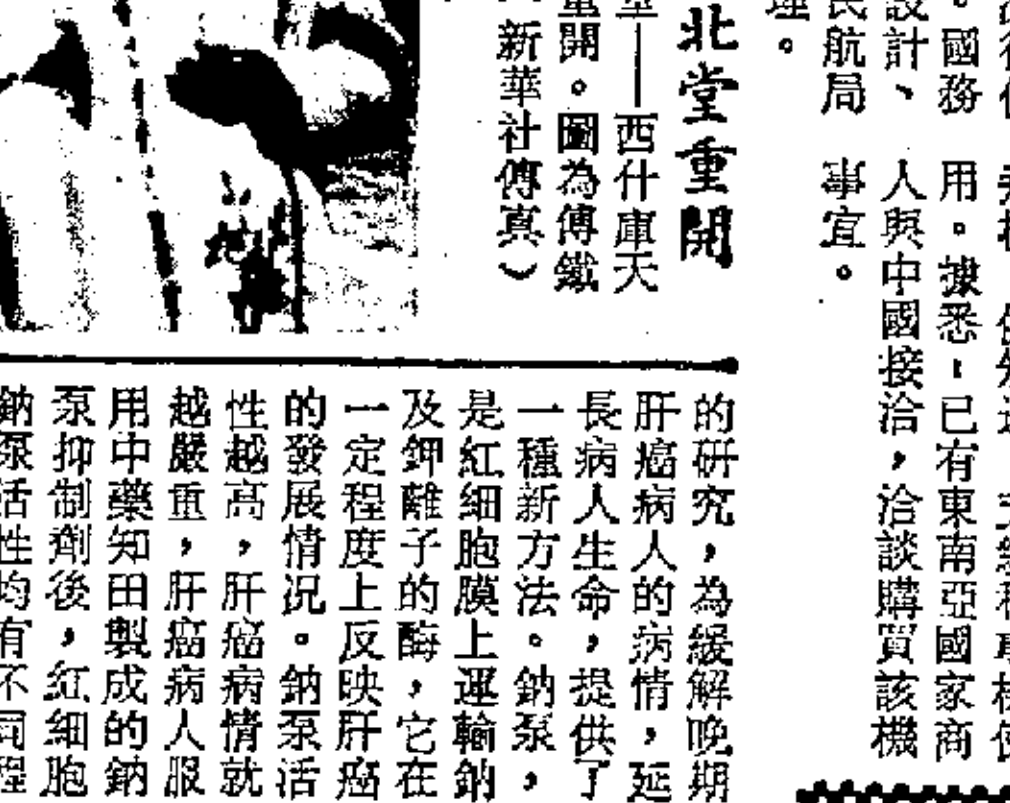 。國務
設計、
民航局
理。
用。據悉,已有東南亞國家商
人與中國接洽,洽談購買該機
事宜。
北堂重開
——西什庫天
重開。圖為傅鐵
新華社傳真)
的研究,為緩解晚期
肝癌病人的病情,延
長病人生命,提供了
一種新方法。鈉泵,
是紅細胞膜上運輸鈉
及鉀離子的酶,它在
一定程度上反映肝癌
的發展情況。鈉泵活
性越高,肝癌病情就
越嚴重,肝癌病人服
用中藥知田製成的鈉
泵抑制劑後,紅細胞
鈉泵活性均有不同程